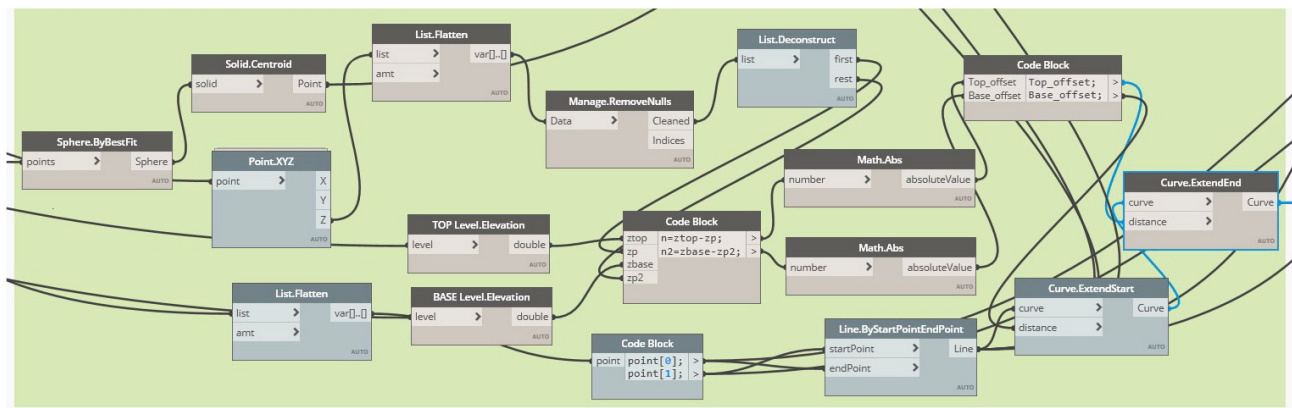 Sphere.ByBestFit
points > Sphere
AUTO
Solid.Centroid
solid > Point
AUTO
Point.XYZ
point > X
Y
Z
AUTO
List.Flatten
list > var[]..[]
amt >
AUTO
Manage.RemoveNulls
Data > Cleaned
Indices
AUTO
List.Deconstruct
list > first
rest
AUTO
TOP Level.Elevation
level > double
AUTO
List.Flatten
list > var[]..[]
amt >
AUTO
BASE Level.Elevation
level > double
AUTO
Code Block
ztop n=ztop-zp; >
zp n2=zbase-zp2; >
zbase
zp2
AUTO
Math.Abs
number > absoluteValue
AUTO
Math.Abs
number > absoluteValue
AUTO
Code Block
point point[0]; >
point[1]; >
AUTO
Line.ByStartPointEndPoint
startPoint > Line
endPoint >
AUTO
Code Block
Top_offset Top_offset; >
Base_offset Base_offset; >
AUTO
Curve.ExtendStart
curve > Curve
distance >
AUTO
Curve.ExtendEnd
curve > Curve
distance >
AUTO